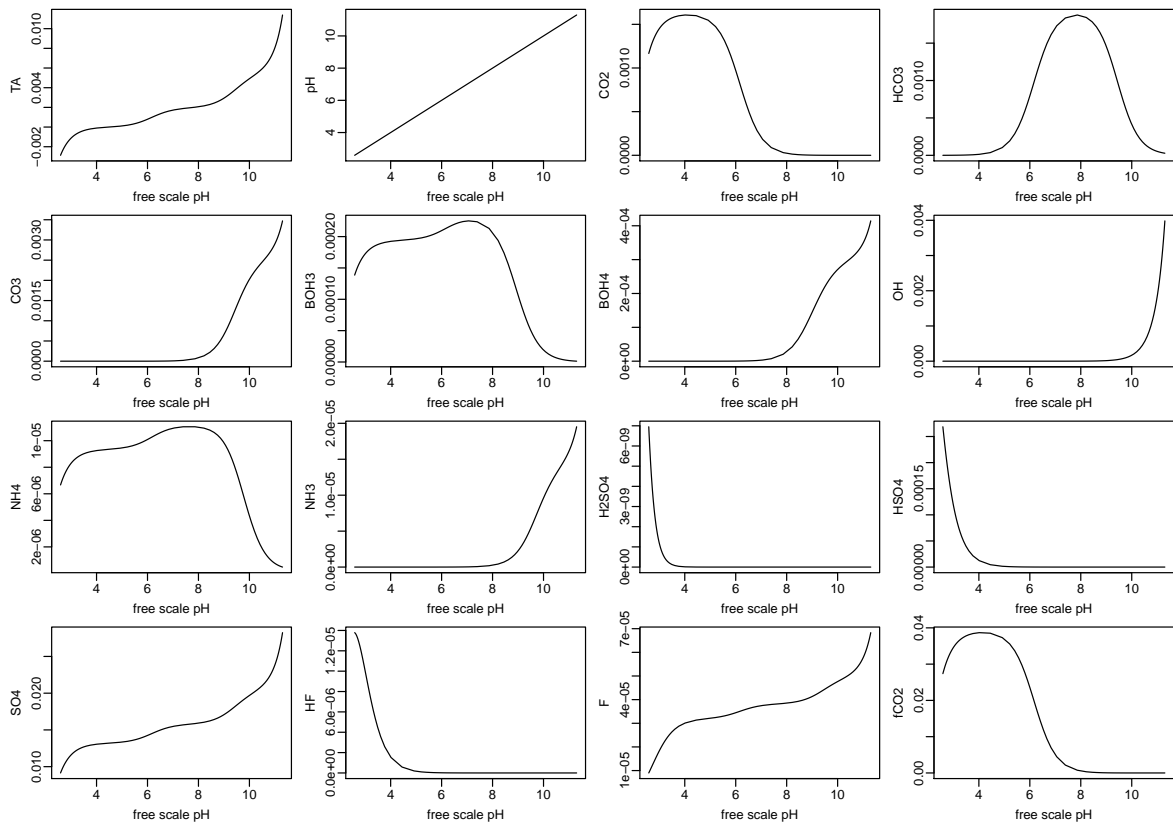 TA
−0.002 0.004 0.010
4 6 8 10
free scale pH
pH
4 6 8 10
4 6 8 10
free scale pH
CO2
0.0000 0.0010
4 6 8 10
free scale pH
HCO3
0.0000 0.0010
4 6 8 10
free scale pH
CO3
0.0000 0.0015 0.0030
4 6 8 10
free scale pH
BOH3
0.00000 0.00010 0.00020
4 6 8 10
free scale pH
BOH4
0e+00 2e−04 4e−04
4 6 8 10
free scale pH
OH
0.000 0.002 0.004
4 6 8 10
free scale pH
NH4
2e−06 6e−06 1e−05
4 6 8 10
free scale pH
NH3
0.0e+00 1.0e−05 2.0e−05
4 6 8 10
free scale pH
H2SO4
0e+00 3e−09 6e−09
4 6 8 10
free scale pH
HSO4
0.00000 0.00015
4 6 8 10
free scale pH
SO4
0.010 0.020
4 6 8 10
free scale pH
HF
0.0e+00 6.0e−06 1.2e−05
4 6 8 10
free scale pH
F
1e−05 4e−05 7e−05
4 6 8 10
free scale pH
fCO2
0.00 0.02 0.04
4 6 8 10
free scale pH